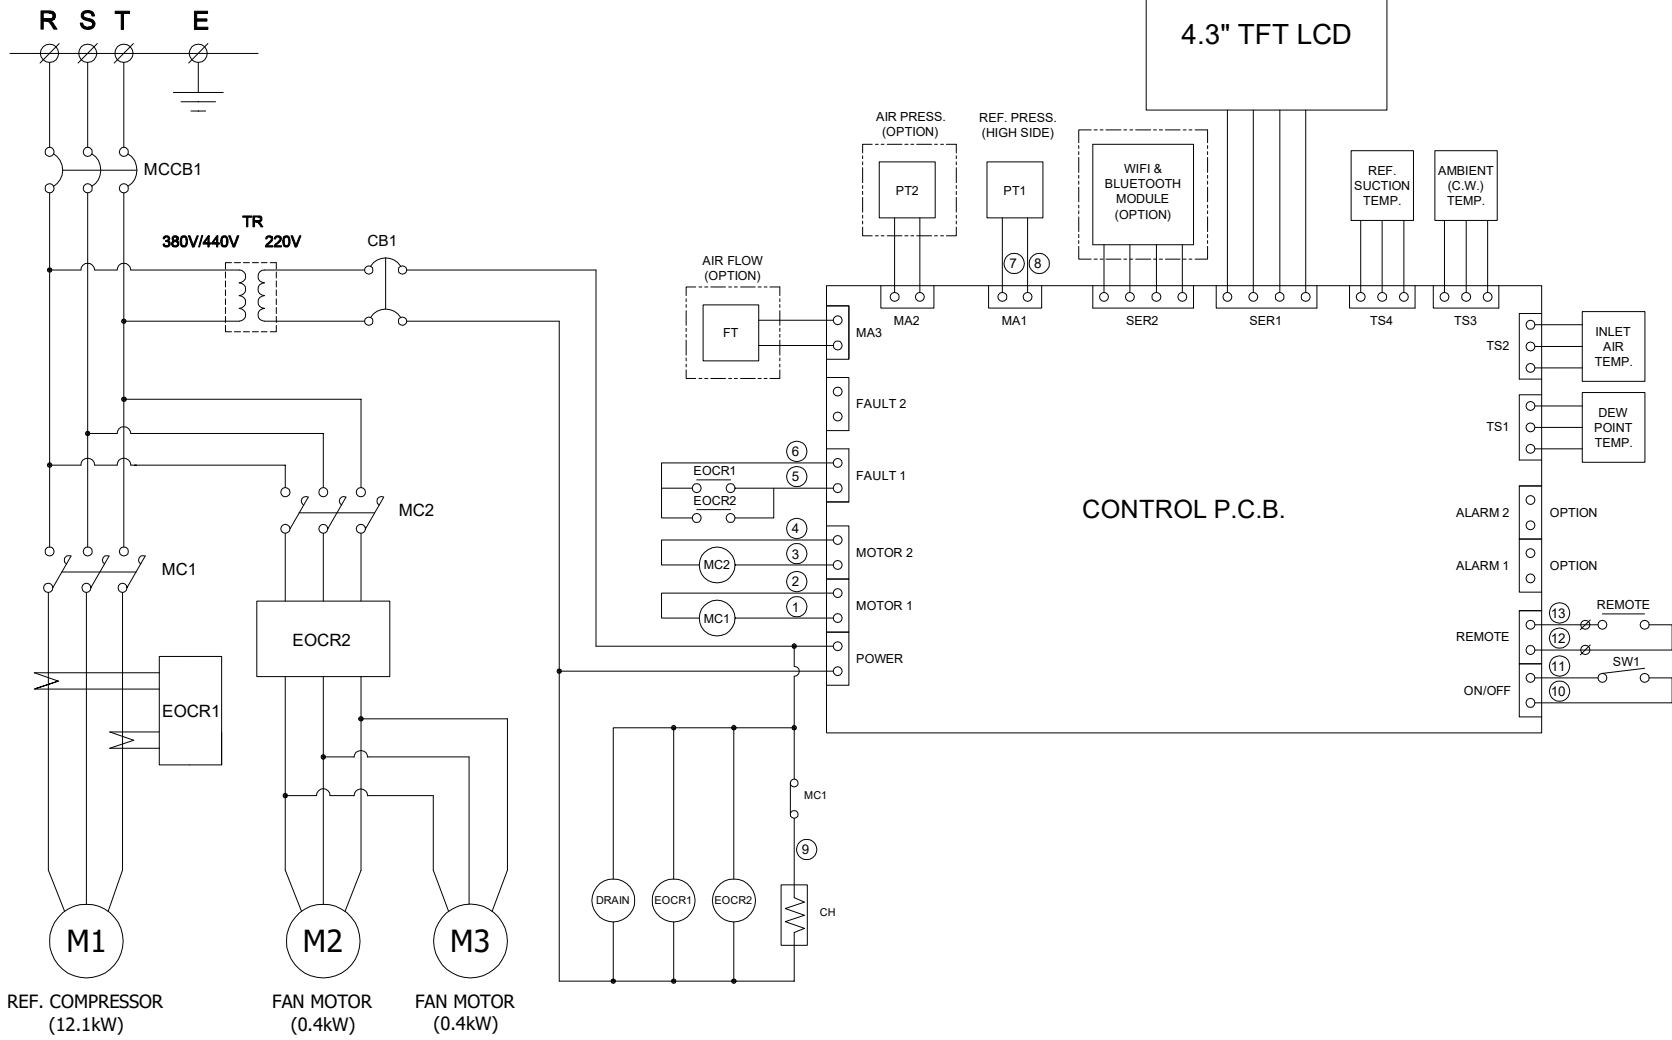 R S T E
4.3" TFT LCD
MCCB1
TR
380V/440V 220V
CB1
AIR PRESS.
(OPTION)
PT2
REF. PRESS.
(HIGH SIDE)
PT1
7 8
WIFI &
BLUETOOTH
MODULE
(OPTION)
REF.
SUCTION
TEMP.
AMBIENT
(C.W.)
TEMP.
AIR FLOW
(OPTION)
FT
MA3
MA2
MA1
SER2
SER1
TS4
TS3
TS2
INLET
AIR
TEMP.
TS1
DEW
POINT
TEMP.
FAULT 2
6
EOCR1
5
EOCR2
FAULT 1
4
3
MC2
MOTOR 2
2
1
MC1
MOTOR 1
POWER
CONTROL P.C.B.
ALARM 2 OPTION
ALARM 1 OPTION
13 REMOTE
12
REMOTE
11 SW1
10
ON/OFF
MC2
MC1
EOCR2
EOCR1
MC1
9
DRAIN
EOCR1
EOCR2
CH
M1
M2
M3
REF. COMPRESSOR
(12.1kW)
FAN MOTOR
(0.4kW)
FAN MOTOR
(0.4kW)